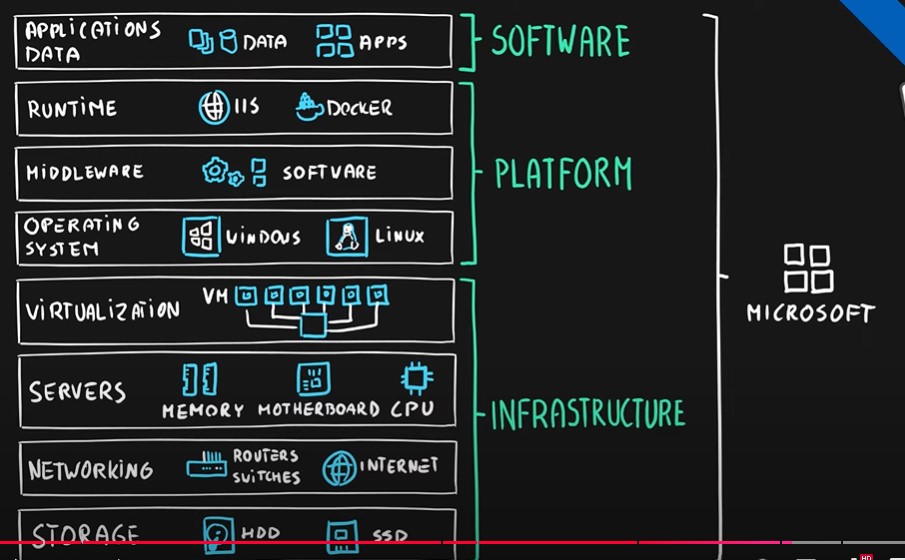 APPLICATIONS
DATA
DATA
APPS
SOFTWARE
RUNTIME
IIS
DOCKER
MIDDLEWARE
SOFTWARE
PLATFORM
OPERATING
SYSTEM
WINDOWS
LINUX
VIRTUALIZATION
VM
MICROSOFT
SERVERS
MEMORY MOTHERBOARD CPU
INFRASTRUCTURE
NETWORKING
ROUTERS
SWITCHES
INTERNET
STORAGE
HDD
SSD
HD